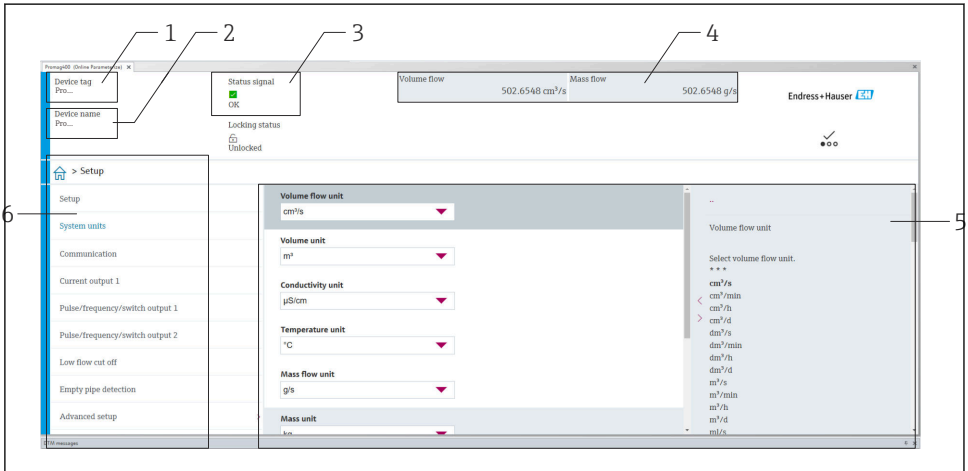 1 2 3 4
Promag400 (Online Parameterize) ×
Device tag
Pro...
Device name
Pro...
Status signal
OK
Locking status
Unlocked
Volume flow
502.6548 cm³/s
Mass flow
502.6548 g/s
Endress+Hauser EH
> Setup
6
5
Setup
System units
Communication
Current output 1
Pulse/frequency/switch output 1
Pulse/frequency/switch output 2
Low flow cut off
Empty pipe detection
Advanced setup
Volume flow unit
cm³/s
Volume unit
m³
Conductivity unit
µS/cm
Temperature unit
°C
Mass flow unit
g/s
Mass unit
kg
..
Volume flow unit
Select volume flow unit.
* * *
cm³/s
cm³/min
cm³/h
cm³/d
dm³/s
dm³/min
dm³/h
dm³/d
m³/s
m³/min
m³/h
m³/d
ml/s
DTM messages